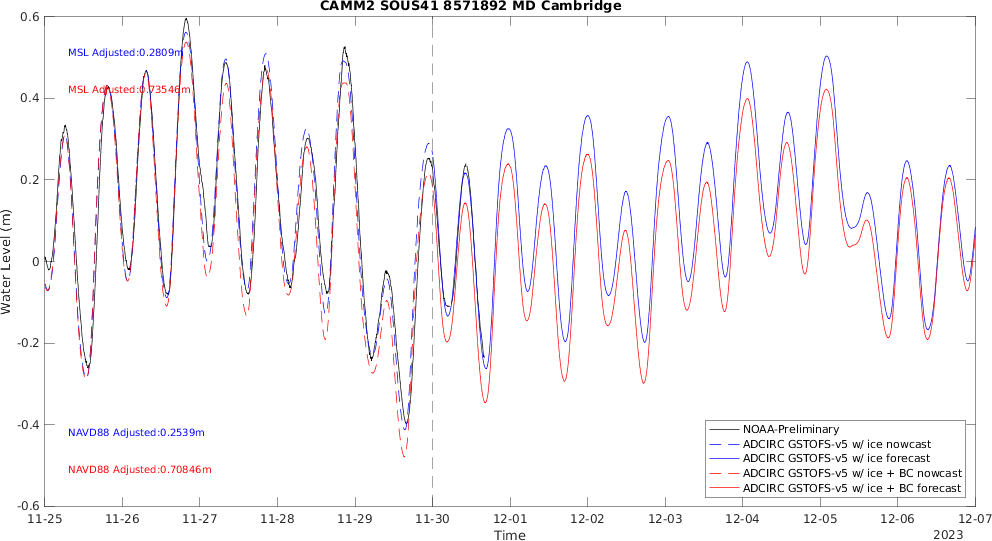 CAMM2 SOUS41 8571892 MD Cambridge
0.6
0.4
0.2
0
-0.2
-0.4
-0.6
Water Level (m)
MSL Adjusted:0.2809m
MSL Adjusted:0.73546m
NAVD88 Adjusted:0.2539m
NAVD88 Adjusted:0.70846m
NOAA-Preliminary
ADCIRC GSTOFS-v5 w/ ice nowcast
ADCIRC GSTOFS-v5 w/ ice forecast
ADCIRC GSTOFS-v5 w/ ice + BC nowcast
ADCIRC GSTOFS-v5 w/ ice + BC forecast
11-25 11-26 11-27 11-28 11-29 11-30 12-01 12-02 12-03 12-04 12-05 12-06 12-07
Time
2023